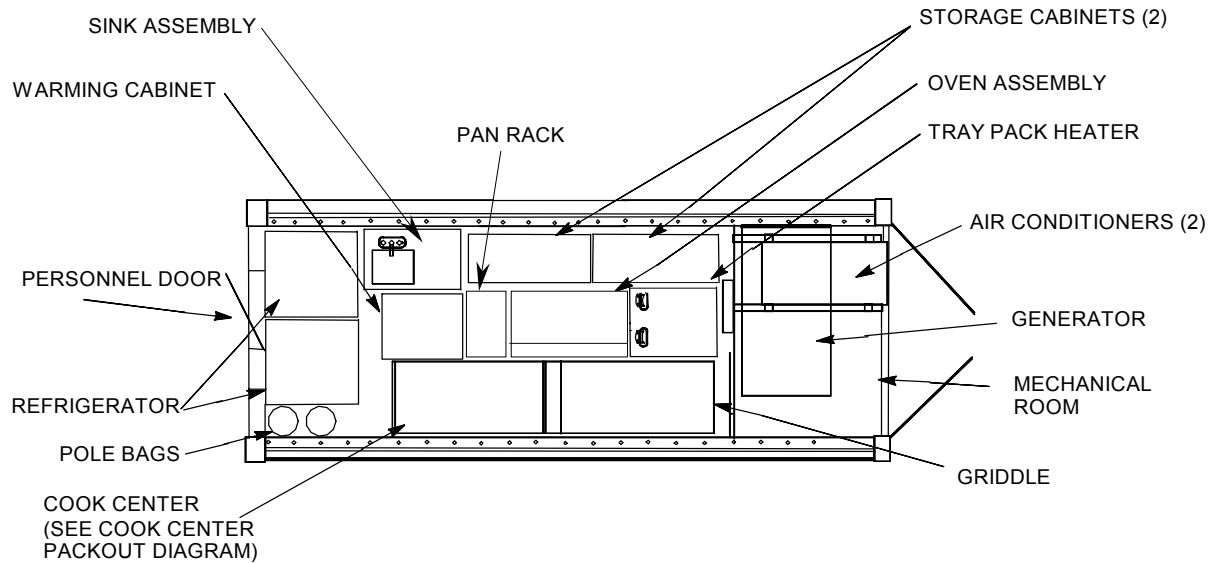 SINK ASSEMBLY
STORAGE CABINETS (2)
WARMING CABINET
OVEN ASSEMBLY
PAN RACK
TRAY PACK HEATER
AIR CONDITIONERS (2)
PERSONNEL DOOR
GENERATOR
MECHANICAL
ROOM
REFRIGERATOR
POLE BAGS
GRIDDLE
COOK CENTER
(SEE COOK CENTER
PACKOUT DIAGRAM)